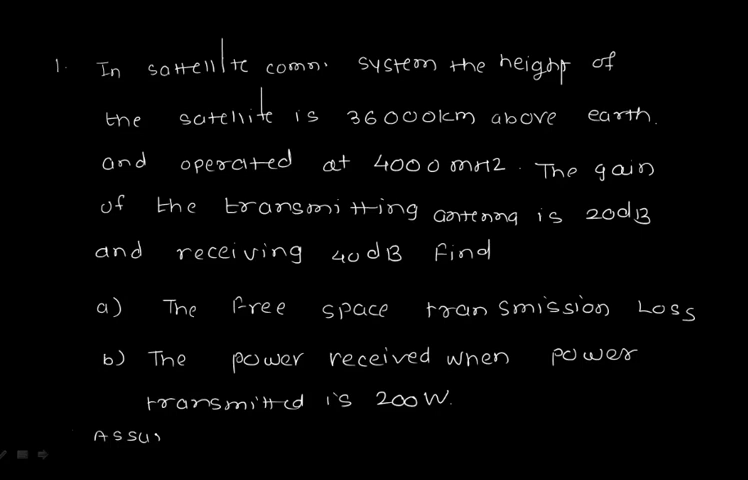 1. In sattellite comm. system the height of
the satellite is 36000km above earth.
and operated at 4000 mHz. The gain
of the transmitting antenna is 20dB
and receiving 40dB Find
a) The free space transmission Loss
b) The power received when power
transmitted is 200W.
Assu